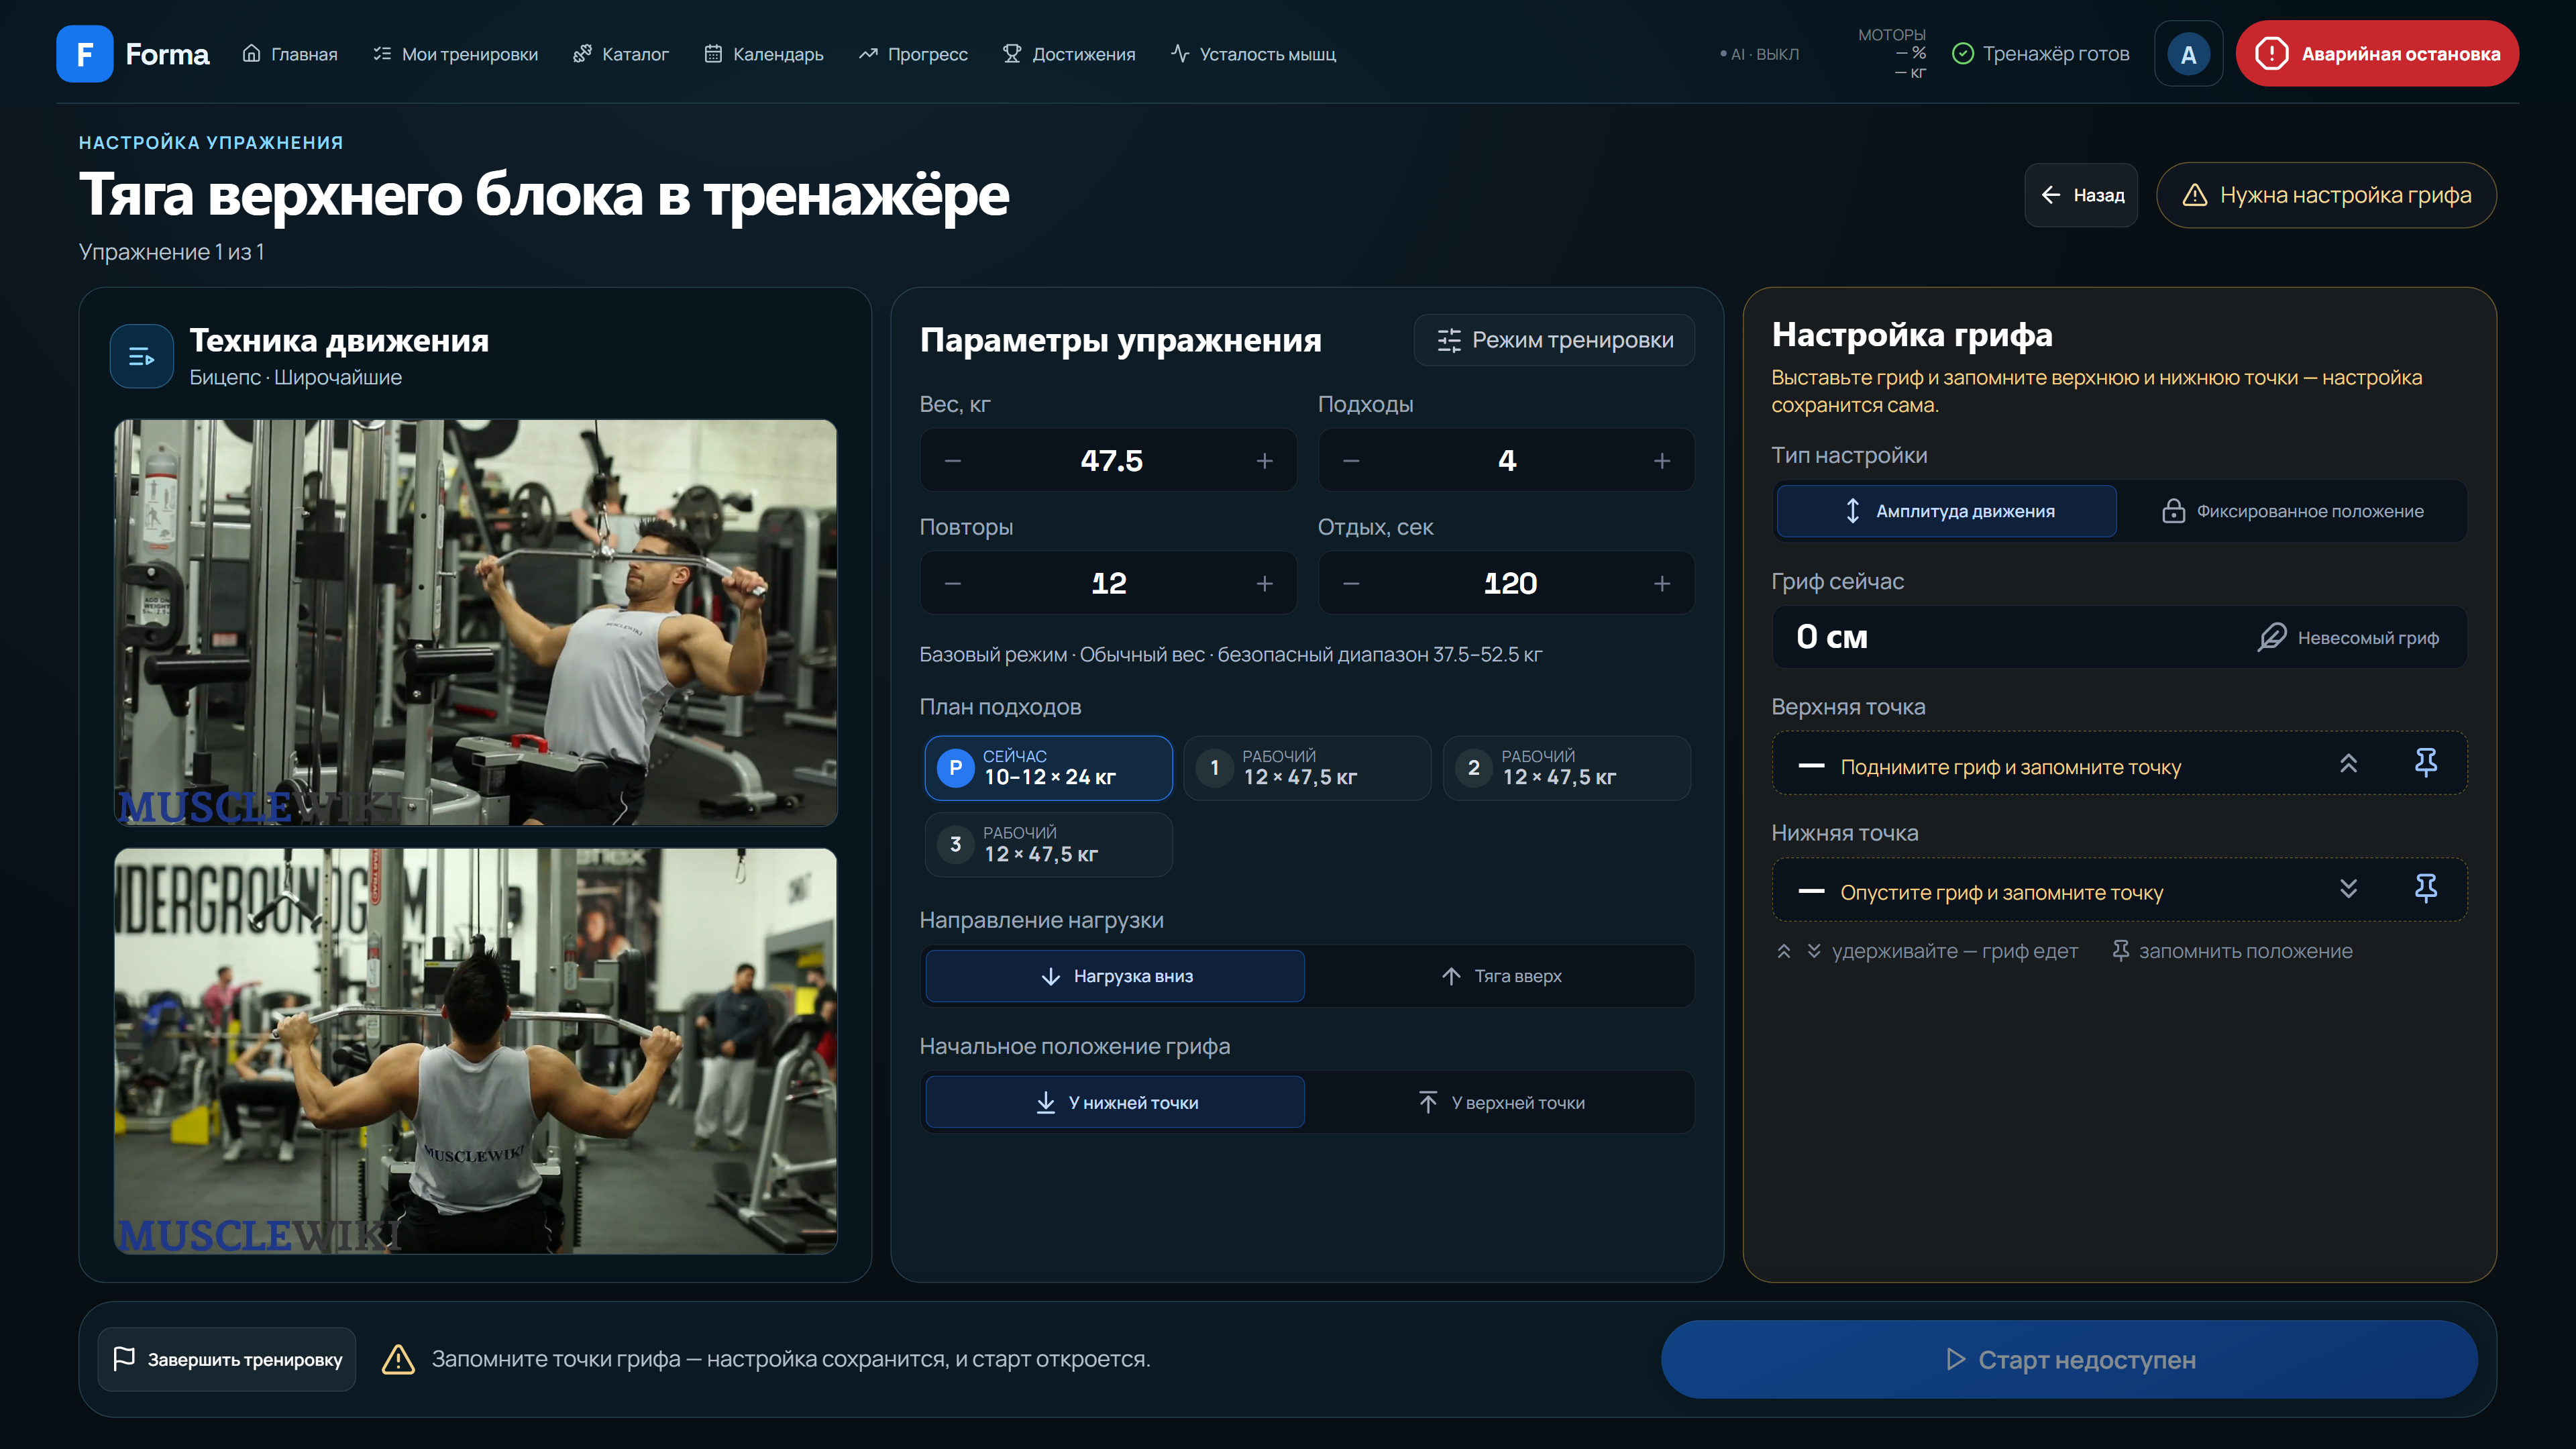 F Forma Главная Мои тренировки Каталог Календарь Прогресс Достижения Усталость мышц
AI · ВЫКЛ
МОТОРЫ
— %
— кг
Тренажёр готов
A
Аварийная остановка
НАСТРОЙКА УПРАЖНЕНИЯ
Тяга верхнего блока в тренажёре
Упражнение 1 из 1
Назад
Нужна настройка грифа
Техника движения
Бицепс · Широчайшие
ADD ON
WEIGHT
MUSCLEWIKI
MUSCLEWIKI
NDERGROUNDGYM
MUSCLEWIKI
MUSCLEWIKI
Параметры упражнения
Режим тренировки
Вес, кг
Подходы
− 47.5 +
− 4 +
Повторы
Отдых, сек
− 12 +
− 120 +
Базовый режим · Обычный вес · безопасный диапазон 37.5–52.5 кг
План подходов
Р СЕЙЧАС
10–12 × 24 кг
1 РАБОЧИЙ
12 × 47,5 кг
2 РАБОЧИЙ
12 × 47,5 кг
3 РАБОЧИЙ
12 × 47,5 кг
Направление нагрузки
Нагрузка вниз
Тяга вверх
Начальное положение грифа
У нижней точки
У верхней точки
Настройка грифа
Выставьте гриф и запомните верхнюю и нижнюю точки — настройка
сохранится сама.
Тип настройки
Амплитуда движения
Фиксированное положение
Гриф сейчас
0 см
Невесомый гриф
Верхняя точка
— Поднимите гриф и запомните точку
Нижняя точка
— Опустите гриф и запомните точку
удерживайте — гриф едет
запомнить положение
Завершить тренировку
Запомните точки грифа — настройка сохранится, и старт откроется.
Старт недоступен